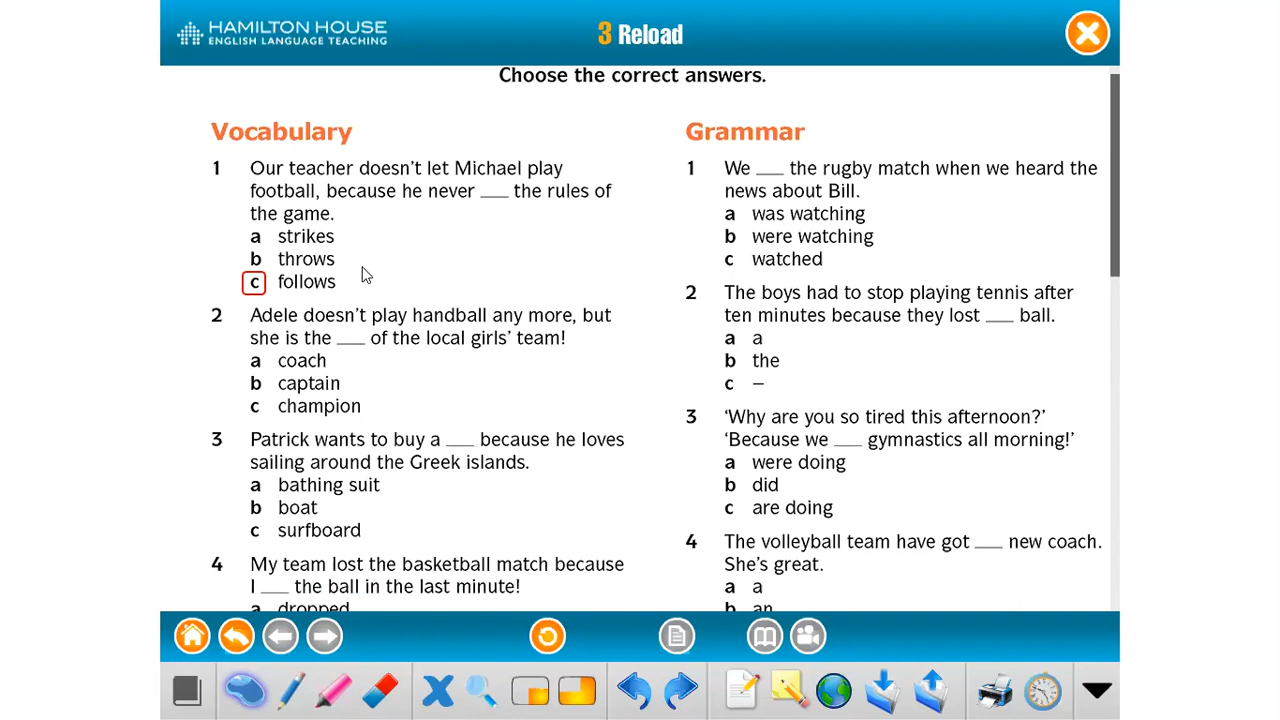 HAMILTON HOUSE
ENGLISH LANGUAGE TEACHING
3 Reload
Choose the correct answers.
Vocabulary
1 Our teacher doesn't let Michael play
football, because he never ___ the rules of
the game.
a strikes
b throws
c follows
2 Adele doesn't play handball any more, but
she is the ___ of the local girls' team!
a coach
b captain
c champion
3 Patrick wants to buy a ___ because he loves
sailing around the Greek islands.
a bathing suit
b boat
c surfboard
4 My team lost the basketball match because
I ___ the ball in the last minute!
a dropped
Grammar
1 We ___ the rugby match when we heard the
news about Bill.
a was watching
b were watching
c watched
2 The boys had to stop playing tennis after
ten minutes because they lost ___ ball.
a a
b the
c –
3 ‘Why are you so tired this afternoon?’
‘Because we ___ gymnastics all morning!’
a were doing
b did
c are doing
4 The volleyball team have got ___ new coach.
She's great.
a a
b an